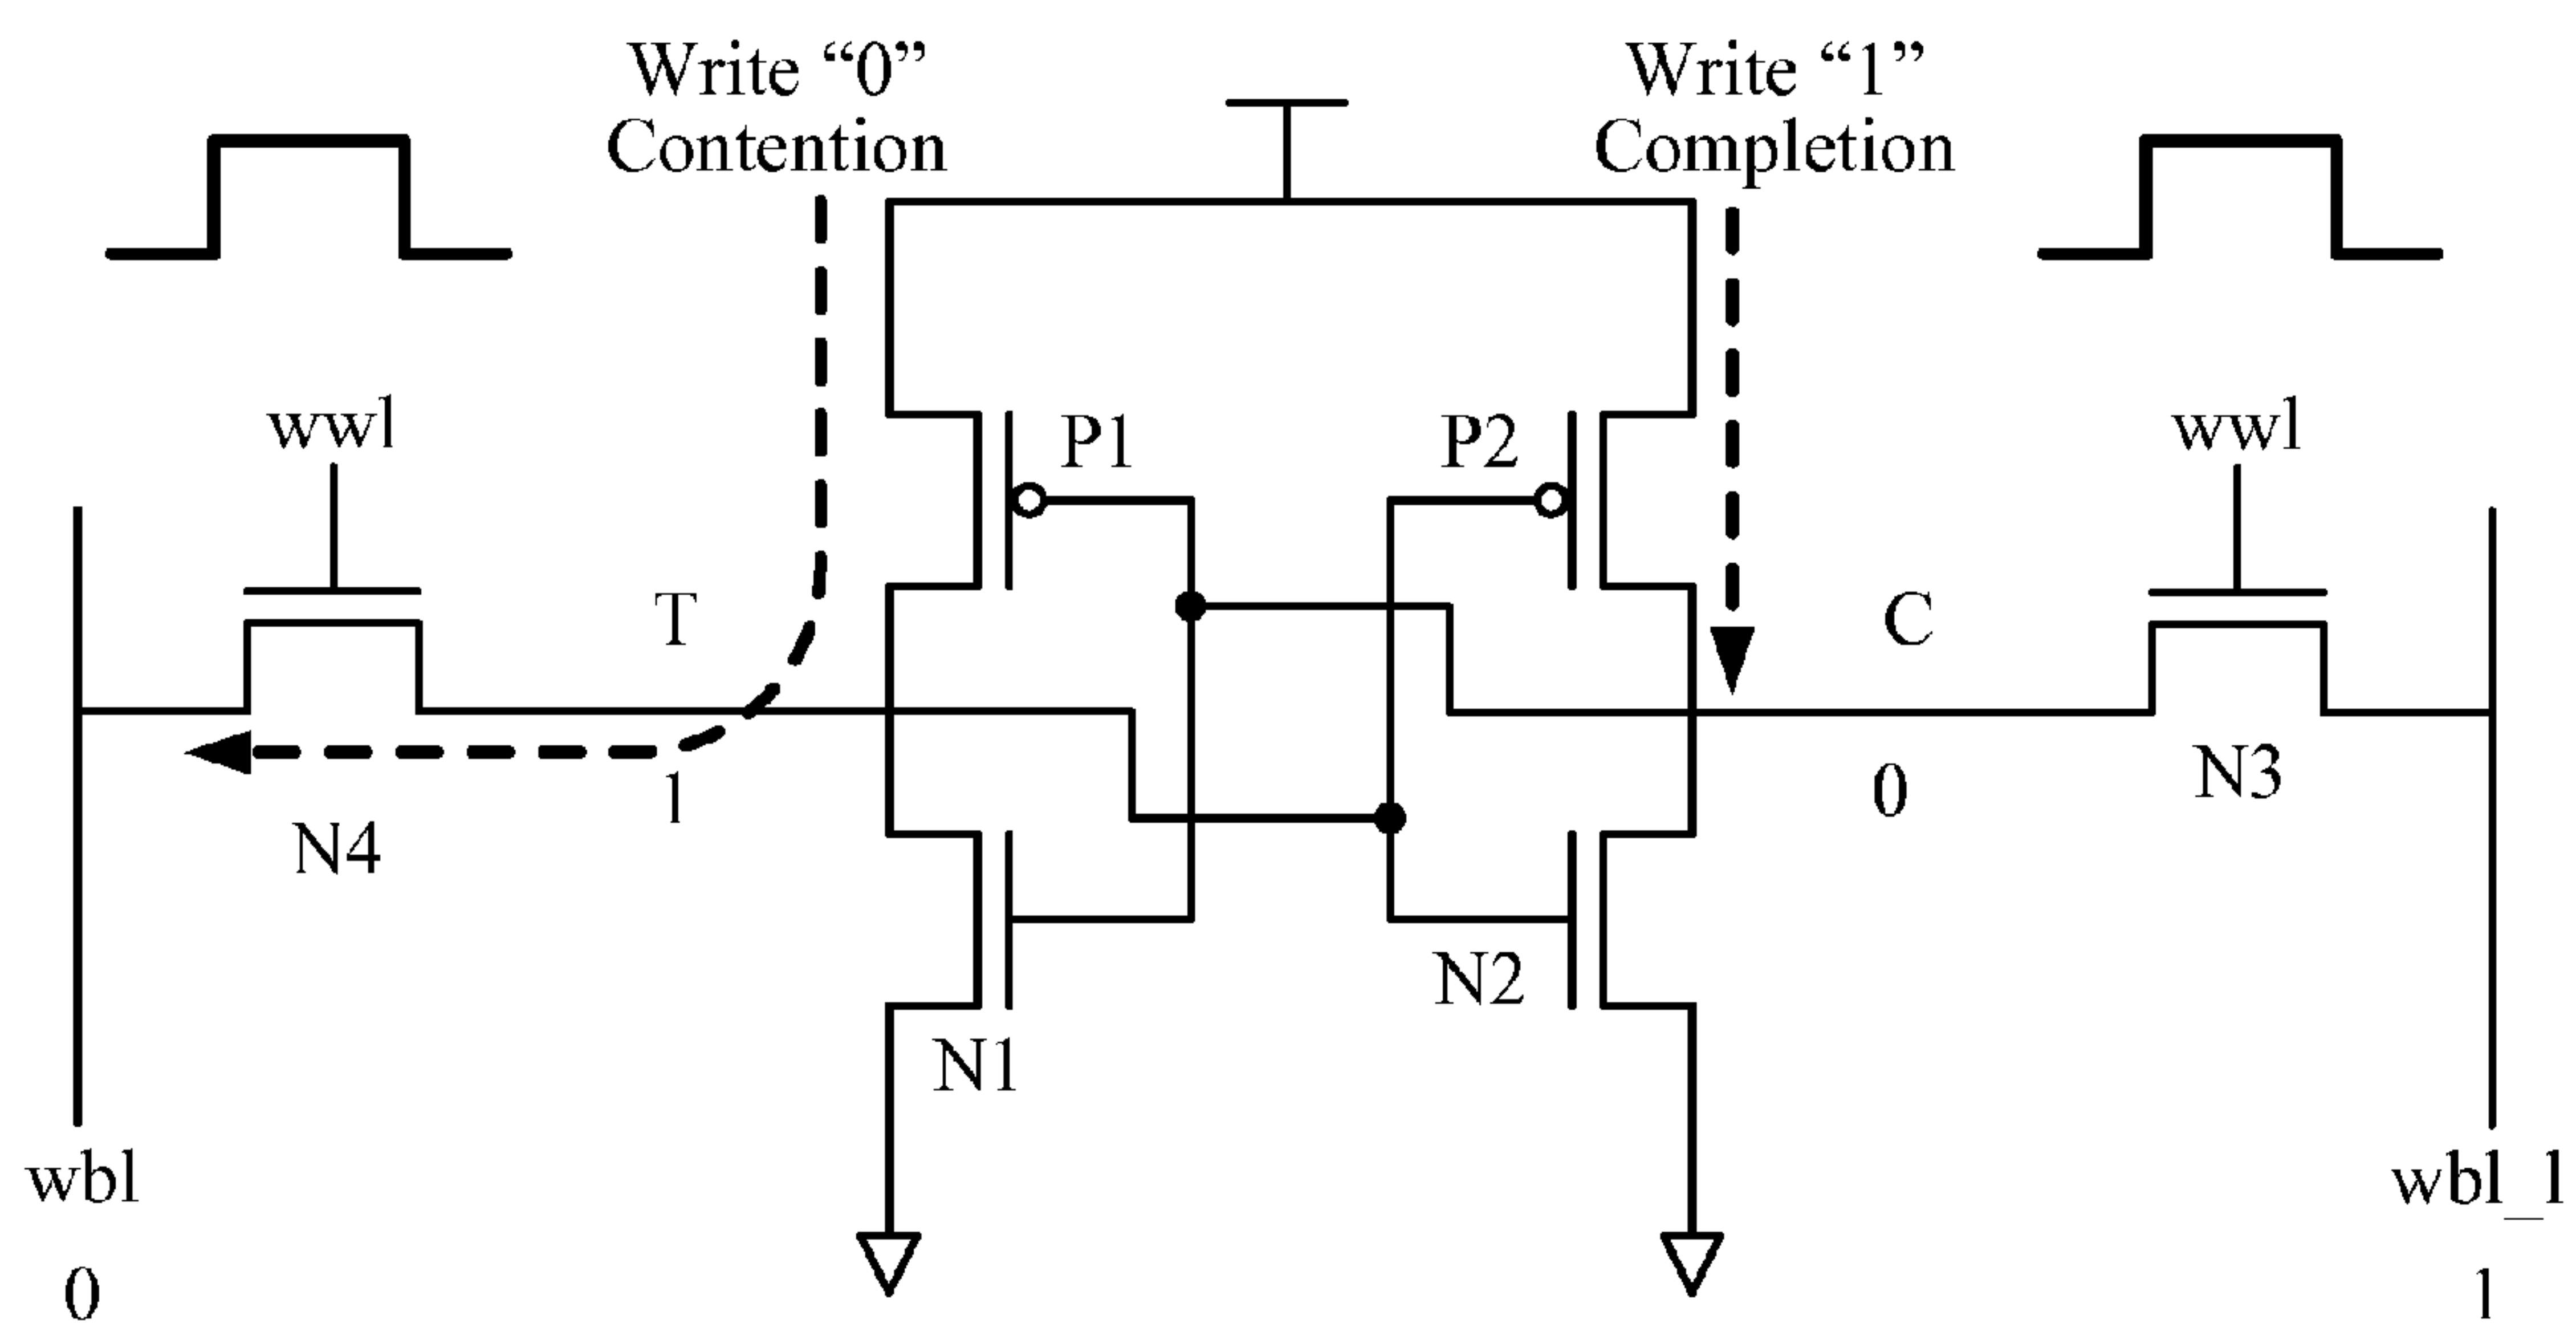 Write “0”
Contention
Write “1”
Completion
wwl
P1
P2
wwl
T
C
1
0
N3
N4
N2
N1
wbl
wbl_l
0
1